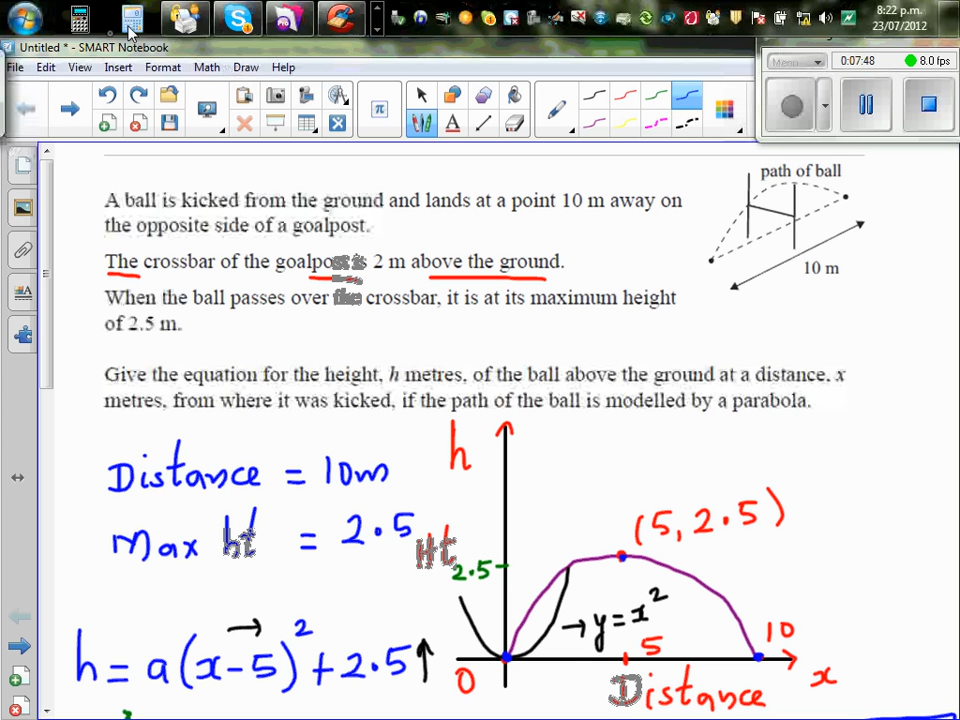 8:22 p.m.
23/07/2012
Untitled * - SMART Notebook
File Edit View Insert Format Math Draw Help
Menu
0:07:48 8.0 fps
π
A
path of ball
A ball is kicked from the ground and lands at a point 10 m away on
the opposite side of a goalpost.
The crossbar of the goalpost is 2 m above the ground.
10 m
When the ball passes over the crossbar, it is at its maximum height
of 2.5 m.
Give the equation for the height, h metres, of the ball above the ground at a distance, x
metres, from where it was kicked, if the path of the ball is modelled by a parabola.
h
Distance = 10m
(5, 2.5)
Max ht = 2.5
Ht
2.5
→ y = x²
h = a(x-5)² + 2.5
0
5
10
Distance
x